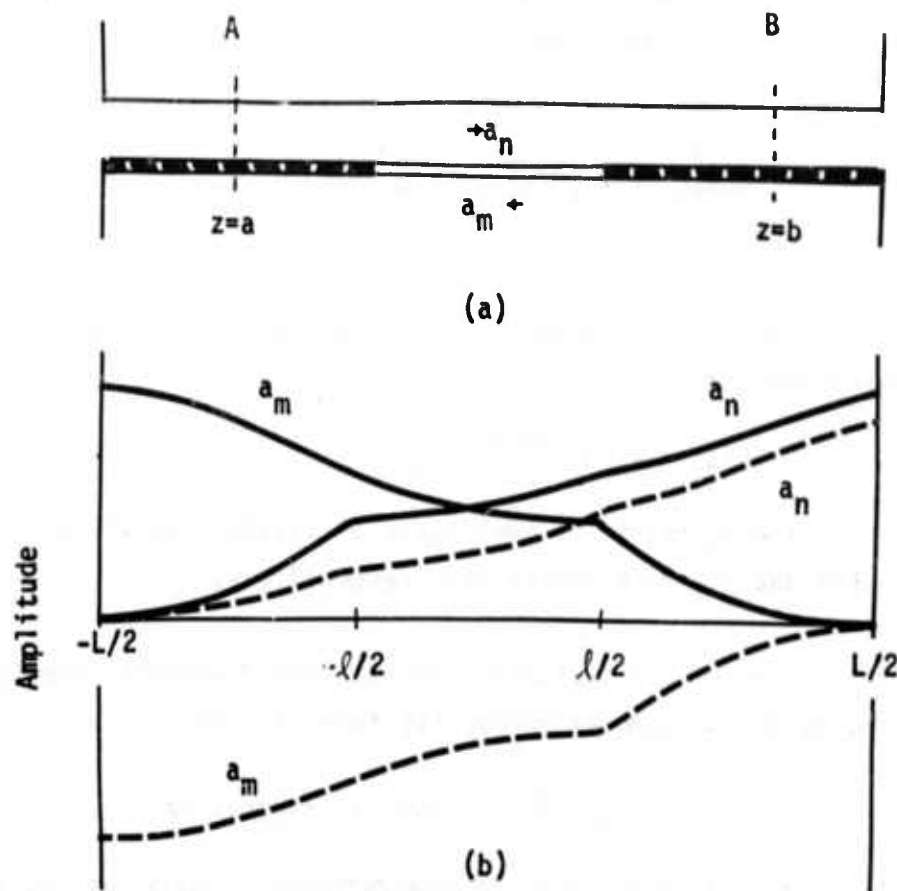 A B
→a_n
a_m ←
z=a z=b
(a)
a_m a_n
a_n
Amplitude
-L/2 -ℓ/2 ℓ/2 L/2
a_m
(b)